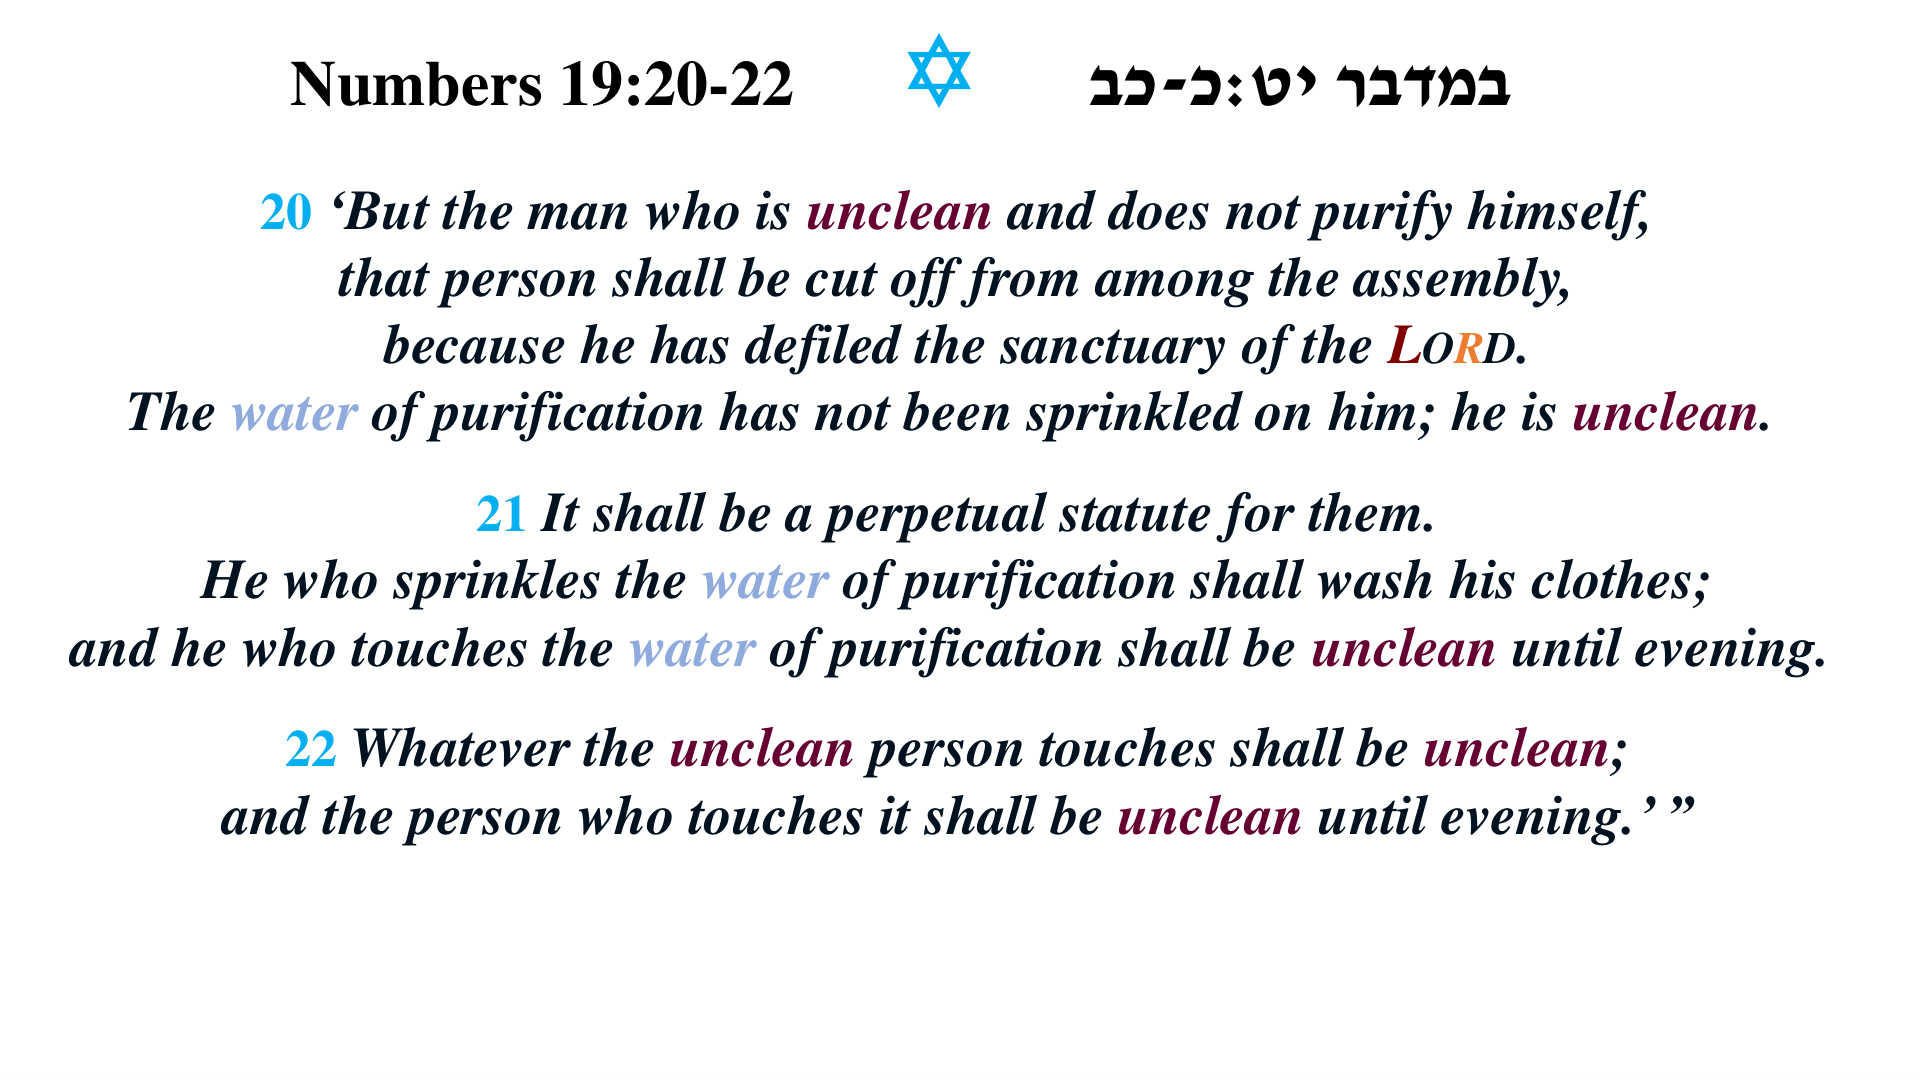 Numbers 19:20-22 ✡ במדבר יט:כ-כב
20 ‘But the man who is unclean and does not purify himself,
that person shall be cut off from among the assembly,
because he has defiled the sanctuary of the LORD.
The water of purification has not been sprinkled on him; he is unclean.
21 It shall be a perpetual statute for them.
He who sprinkles the water of purification shall wash his clothes;
and he who touches the water of purification shall be unclean until evening.
22 Whatever the unclean person touches shall be unclean;
and the person who touches it shall be unclean until evening.’ ”